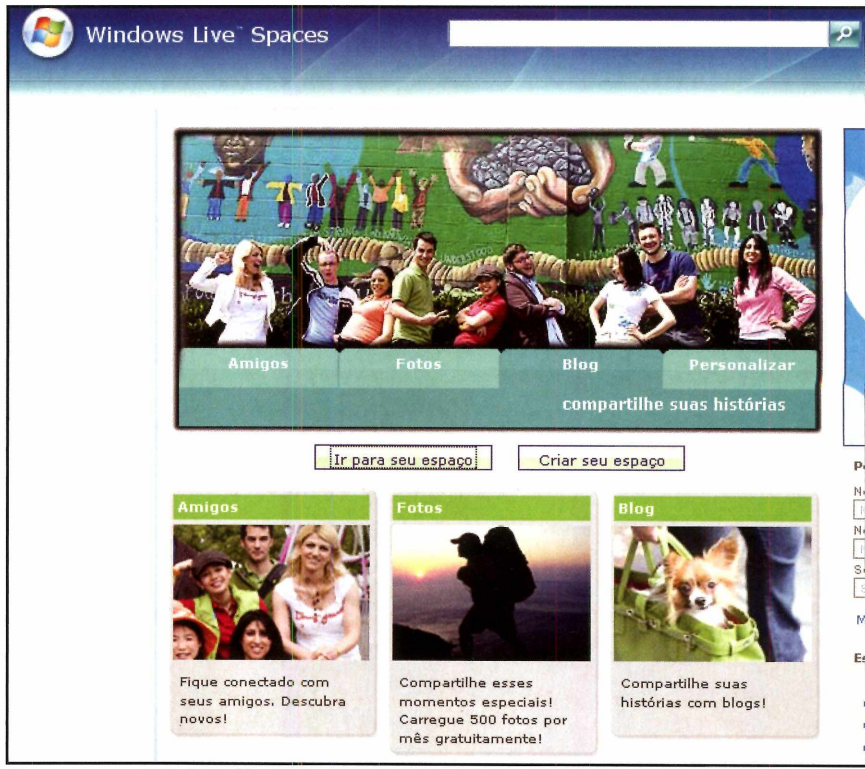 Windows Live™ Spaces
Amigos Fotos Blog Personalizar
compartilhe suas histórias
Ir para seu espaço Criar seu espaço
Amigos
Fique conectado com
seus amigos. Descubra
novos!
Fotos
Compartilhe esses
momentos especiais!
Carregue 500 fotos por
mês gratuitamente!
Blog
Compartilhe suas
histórias com blogs!